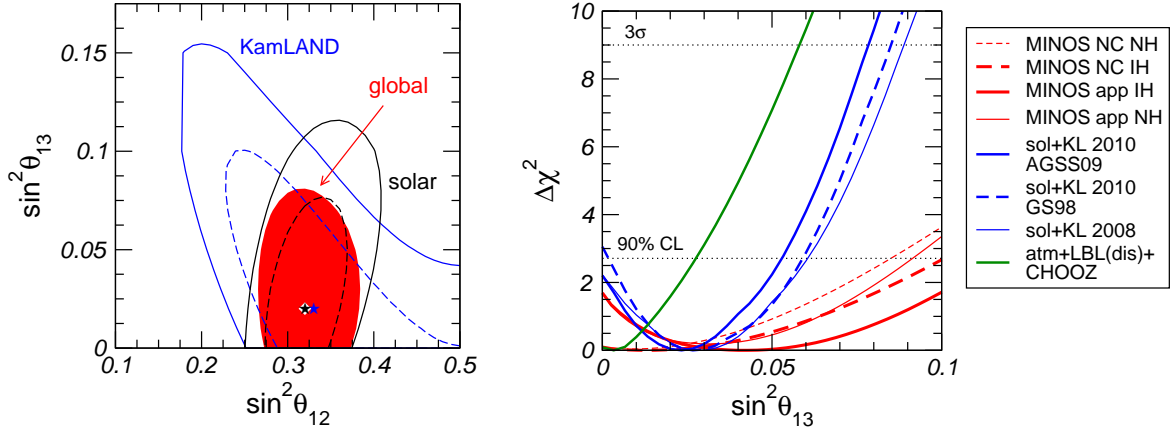 0.15
0.1
0.05
0
sin²θ₁₃
KamLAND
global
solar
0.1 0.2 0.3 0.4 0.5
sin²θ₁₂
10
8
6
4
2
0
Δχ²
3σ
90% CL
0 0.05 0.1
sin²θ₁₃
MINOS NC NH
MINOS NC IH
MINOS app IH
MINOS app NH
sol+KL 2010
AGSS09
sol+KL 2010
GS98
sol+KL 2008
atm+LBL(dis)+
CHOOZ